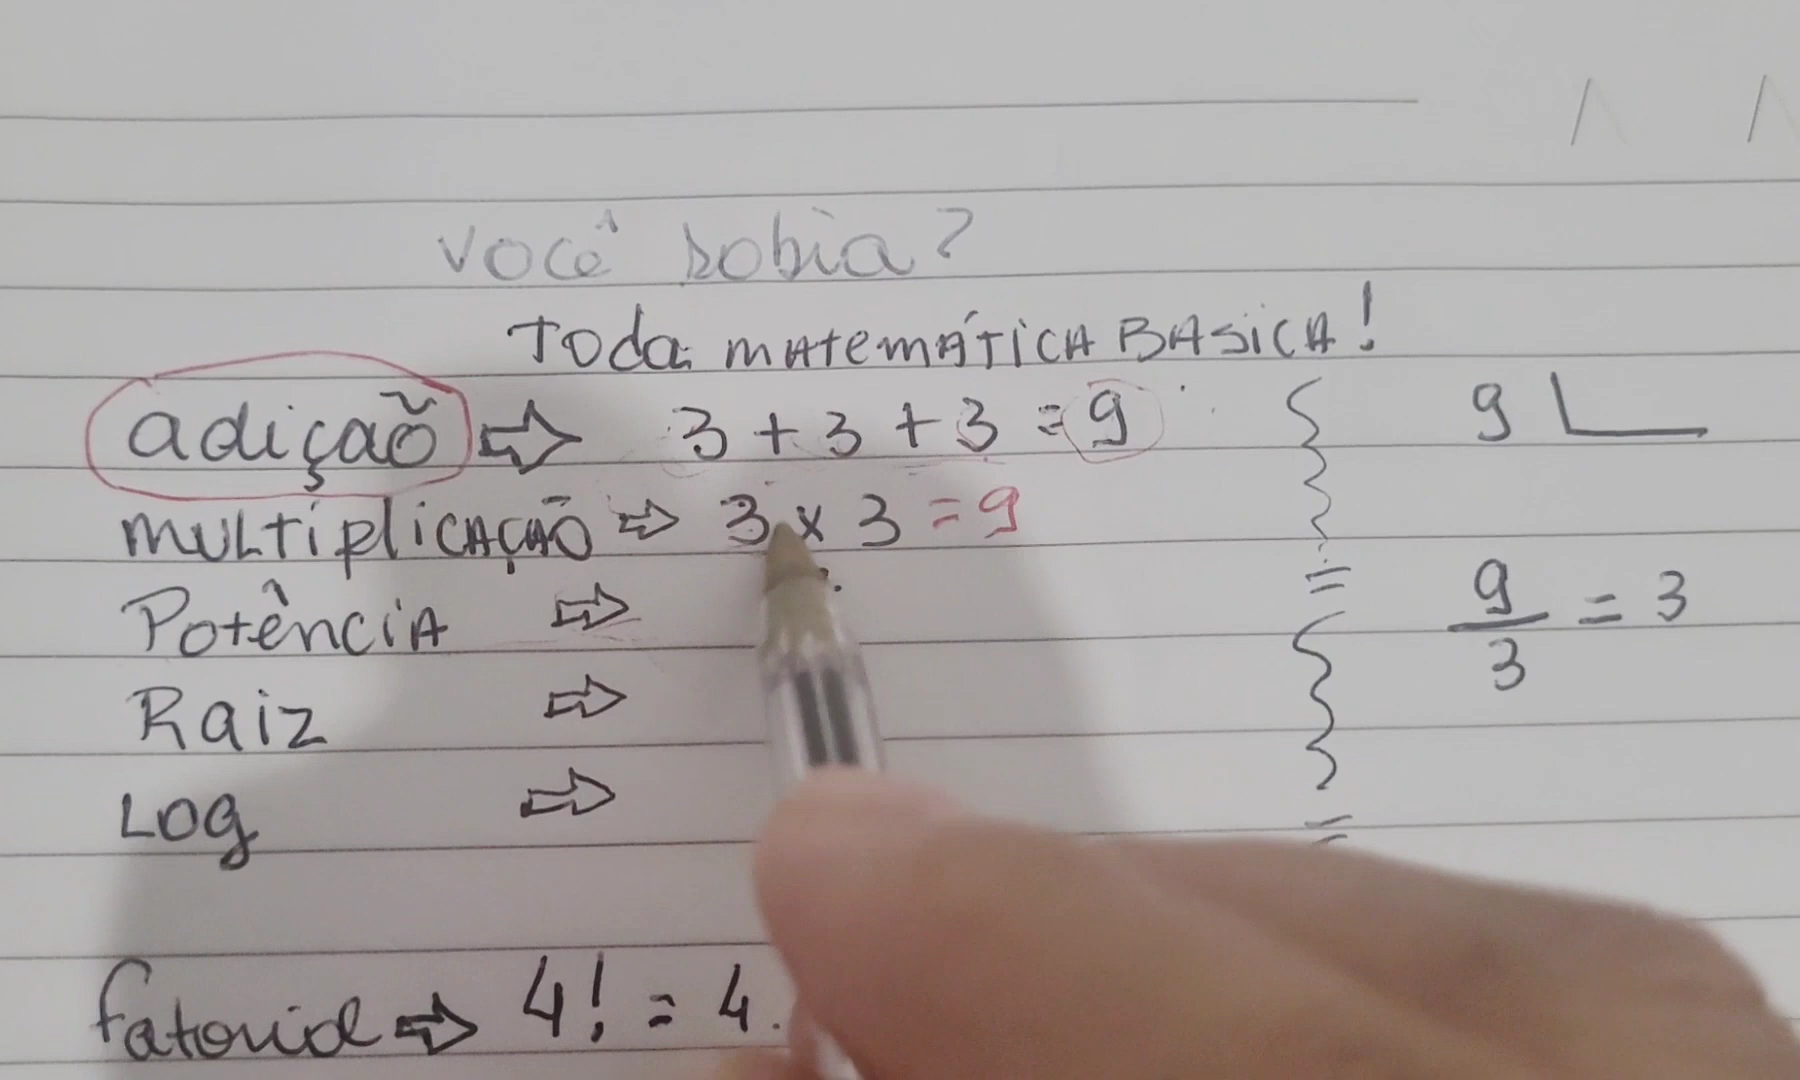 Você sabia?
Toda matemática BÁSICA!
adição ⇨ 3 + 3 + 3 = 9
9
multiplicação ⇨ 3 x 3 = 9
Potência ⇨
9/3 = 3
Raiz ⇨
Log ⇨
fatorial ⇨ 4! = 4.